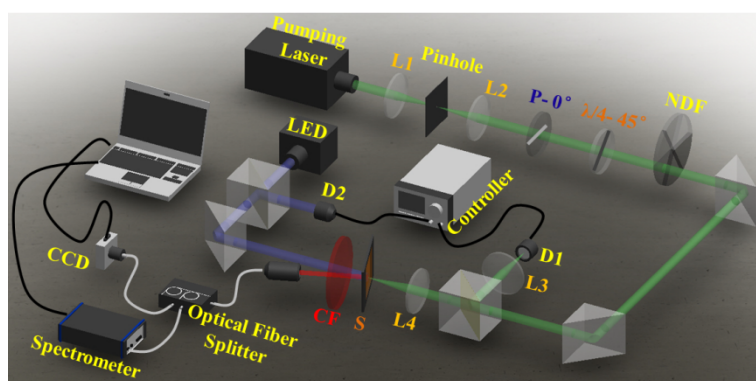 Pumping
Laser
L1
Pinhole
L2
P- 0°
λ/4- 45°
NDF
LED
D2
Controller
D1
L3
CCD
CF
S
L4
Optical Fiber
Splitter
Spectrometer